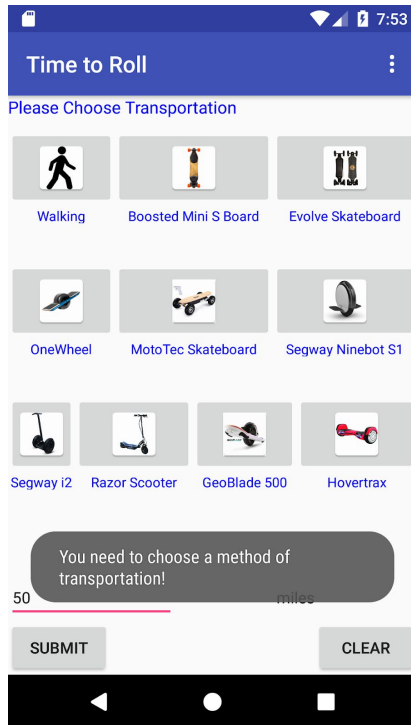 7:53
Time to Roll
Please Choose Transportation
Walking Boosted Mini S Board Evolve Skateboard
OneWheel MotoTec Skateboard Segway Ninebot S1
Segway i2 Razor Scooter GeoBlade 500 Hovertrax
You need to choose a method of
transportation!
50 miles
SUBMIT CLEAR